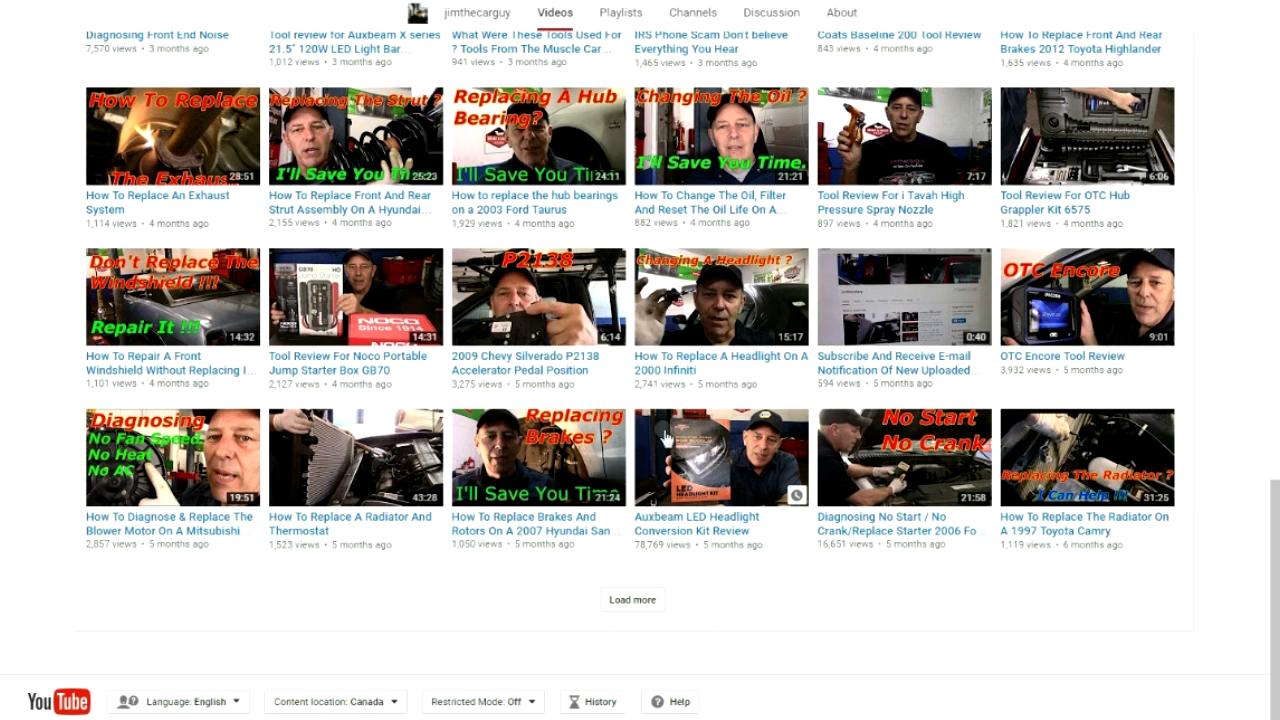 jimthecarguy Videos Playlists Channels Discussion About
Diagnosing Front End Noise
7,570 views • 3 months ago
Tool review for Auxbeam X series
21.5" 120W LED Light Bar...
1,012 views • 3 months ago
What Were These Tools Used For
? Tools From The Muscle Car...
941 views • 3 months ago
IRS Phone Scam Don't believe
Everything You Hear
1,465 views • 3 months ago
Coats Baseline 200 Tool Review
843 views • 4 months ago
How To Replace Front And Rear
Brakes 2012 Toyota Highlander
1,635 views • 4 months ago
How To Replace
The Exhaus...
28:51
How To Replace An Exhaust
System
1,114 views • 4 months ago
Replacing The Strut ?
I'll Save You Ti
25:23
How To Replace Front And Rear
Strut Assembly On A Hyundai...
2,155 views • 4 months ago
Replacing A Hub
Bearing?
I'll Save You Ti
24:11
How to replace the hub bearings
on a 2003 Ford Taurus
1,929 views • 4 months ago
Changing The Oil ?
I'll Save You Time.
21:21
How To Change The Oil, Filter
And Reset The Oil Life On A...
882 views • 4 months ago
7:17
Tool Review For i Tavah High
Pressure Spray Nozzle
897 views • 4 months ago
6:06
Tool Review For OTC Hub
Grappler Kit 6575
1,821 views • 4 months ago
Don't Replace The
Windshield !!!
Repair It !!!
14:32
How To Repair A Front
Windshield Without Replacing I...
1,101 views • 4 months ago
GB70
Jump Starter
NOCO
Since 1914
NOCO
14:31
Tool Review For Noco Portable
Jump Starter Box GB70
2,127 views • 4 months ago
P2138
6:14
2009 Chevy Silverado P2138
Accelerator Pedal Position
3,275 views • 5 months ago
Changing A Headlight ?
15:17
How To Replace A Headlight On A
2000 Infiniti
2,741 views • 5 months ago
0:40
Subscribe And Receive E-mail
Notification Of New Uploaded...
594 views • 5 months ago
OTC Encore
9:01
OTC Encore Tool Review
3,932 views • 5 months ago
Diagnosing
No Fan Speed
No Heat
No AC
19:51
How To Diagnose & Replace The
Blower Motor On A Mitsubishi
2,857 views • 5 months ago
43:28
How To Replace A Radiator And
Thermostat
1,523 views • 5 months ago
Replacing
Brakes ?
I'll Save You Time
21:24
How To Replace Brakes And
Rotors On A 2007 Hyundai San...
1,050 views • 5 months ago
LED
HEADLIGHT KIT
Auxbeam LED Headlight
Conversion Kit Review
78,769 views • 5 months ago
No Start
No Crank
21:58
Diagnosing No Start / No
Crank/Replace Starter 2006 Fo...
16,651 views • 5 months ago
Replacing The Radiator ?
I Can Help !!!
31:25
How To Replace The Radiator On
A 1997 Toyota Camry
1,119 views • 6 months ago
Load more
YouTube Language: English Content location: Canada Restricted Mode: Off History Help